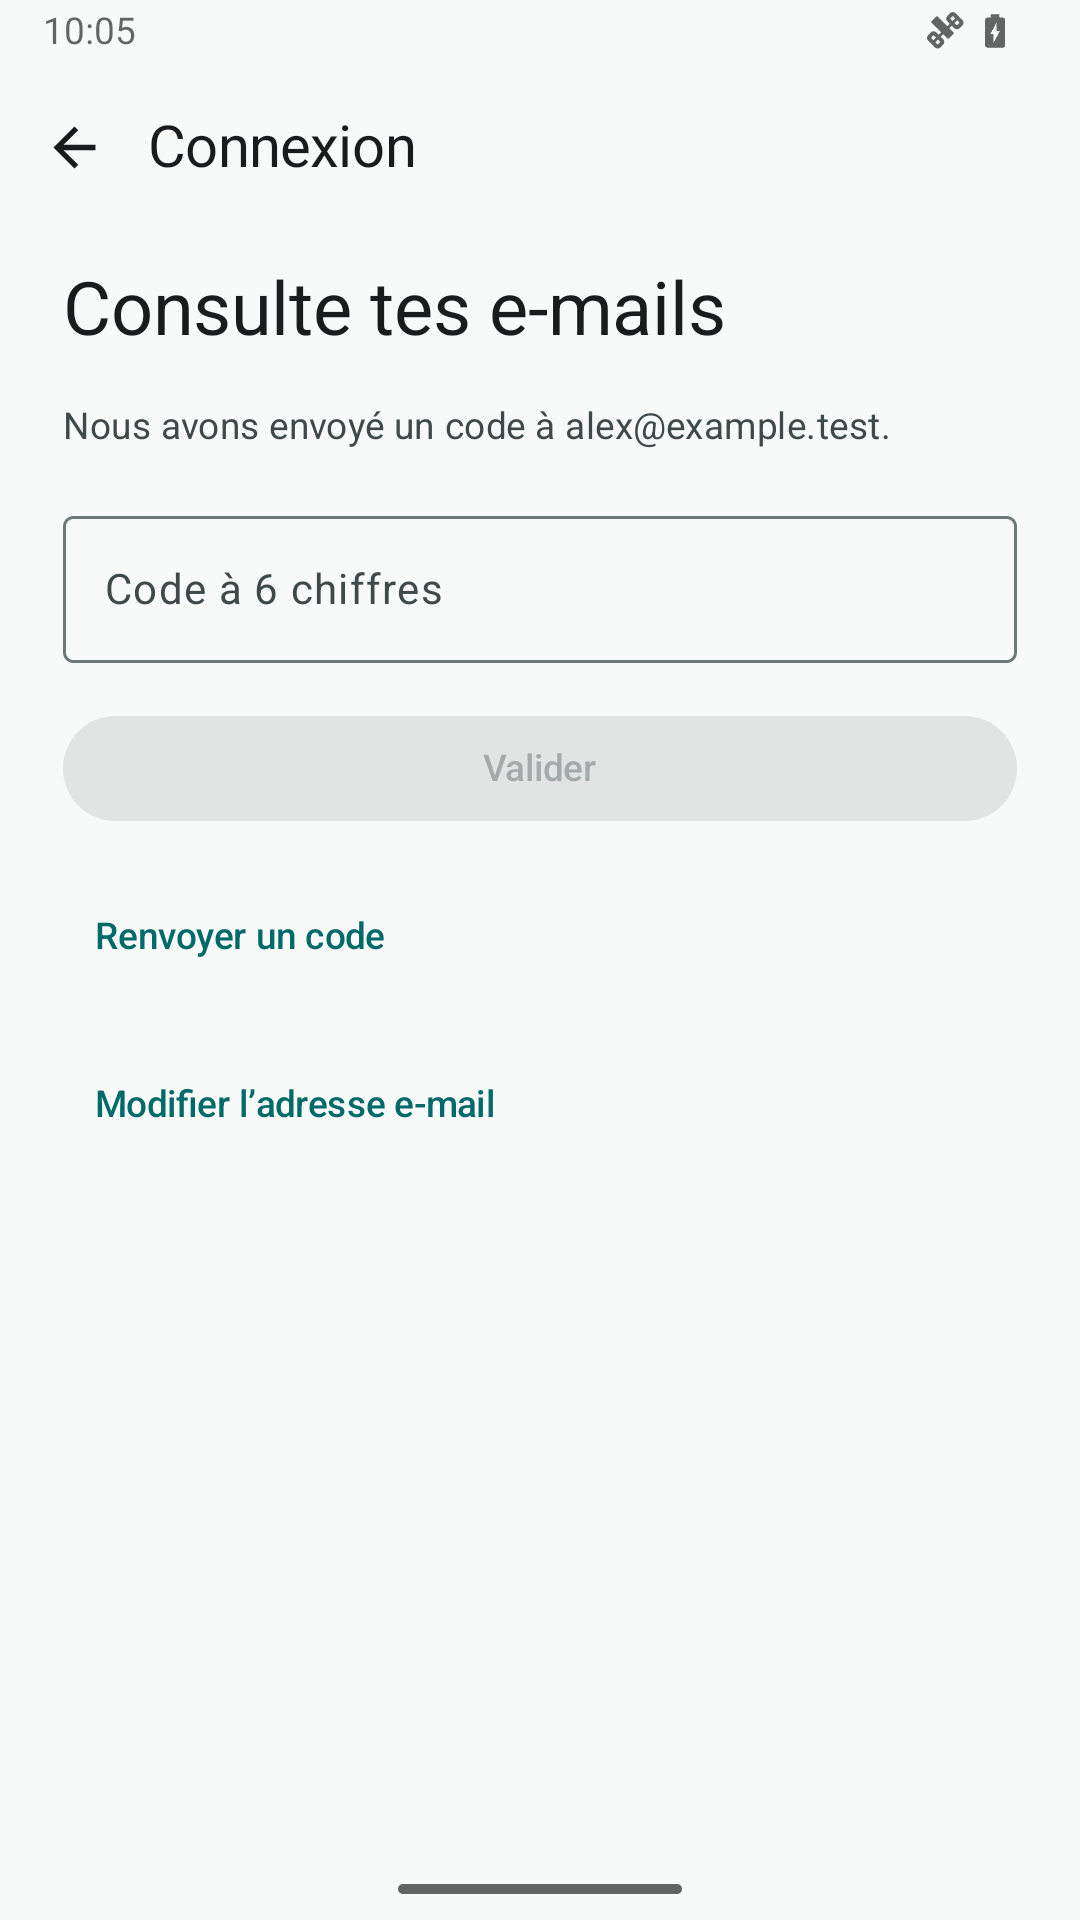 10:05
Connexion
Consulte tes e-mails
Nous avons envoyé un code à alex@example.test.
Code à 6 chiffres
Valider
Renvoyer un code
Modifier l’adresse e-mail